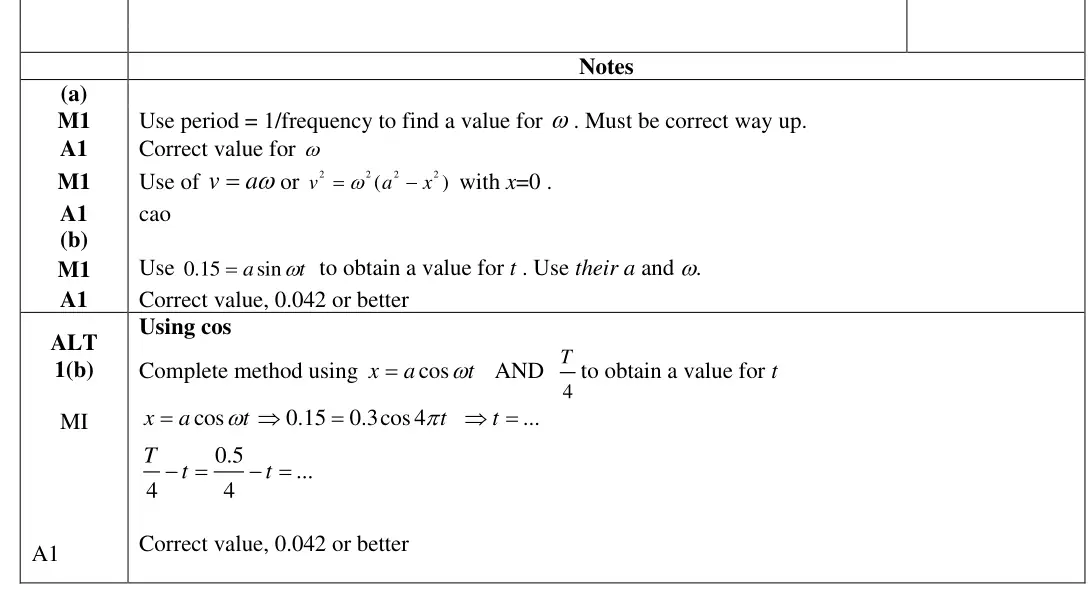 Notes
(a)
M1 Use period = 1/frequency to find a value for ω . Must be correct way up.
A1 Correct value for ω
M1 Use of v = aω or v² = ω²(a² − x²) with x=0 .
A1 cao
(b)
M1 Use 0.15 = a sin ωt to obtain a value for t . Use their a and ω.
A1 Correct value, 0.042 or better
Using cos
ALT
1(b) Complete method using x = a cos ωt AND T/4 to obtain a value for t
MI x = a cos ωt ⇒ 0.15 = 0.3cos 4πt ⇒ t = ...
T/4 − t = 0.5/4 − t = ...
A1 Correct value, 0.042 or better